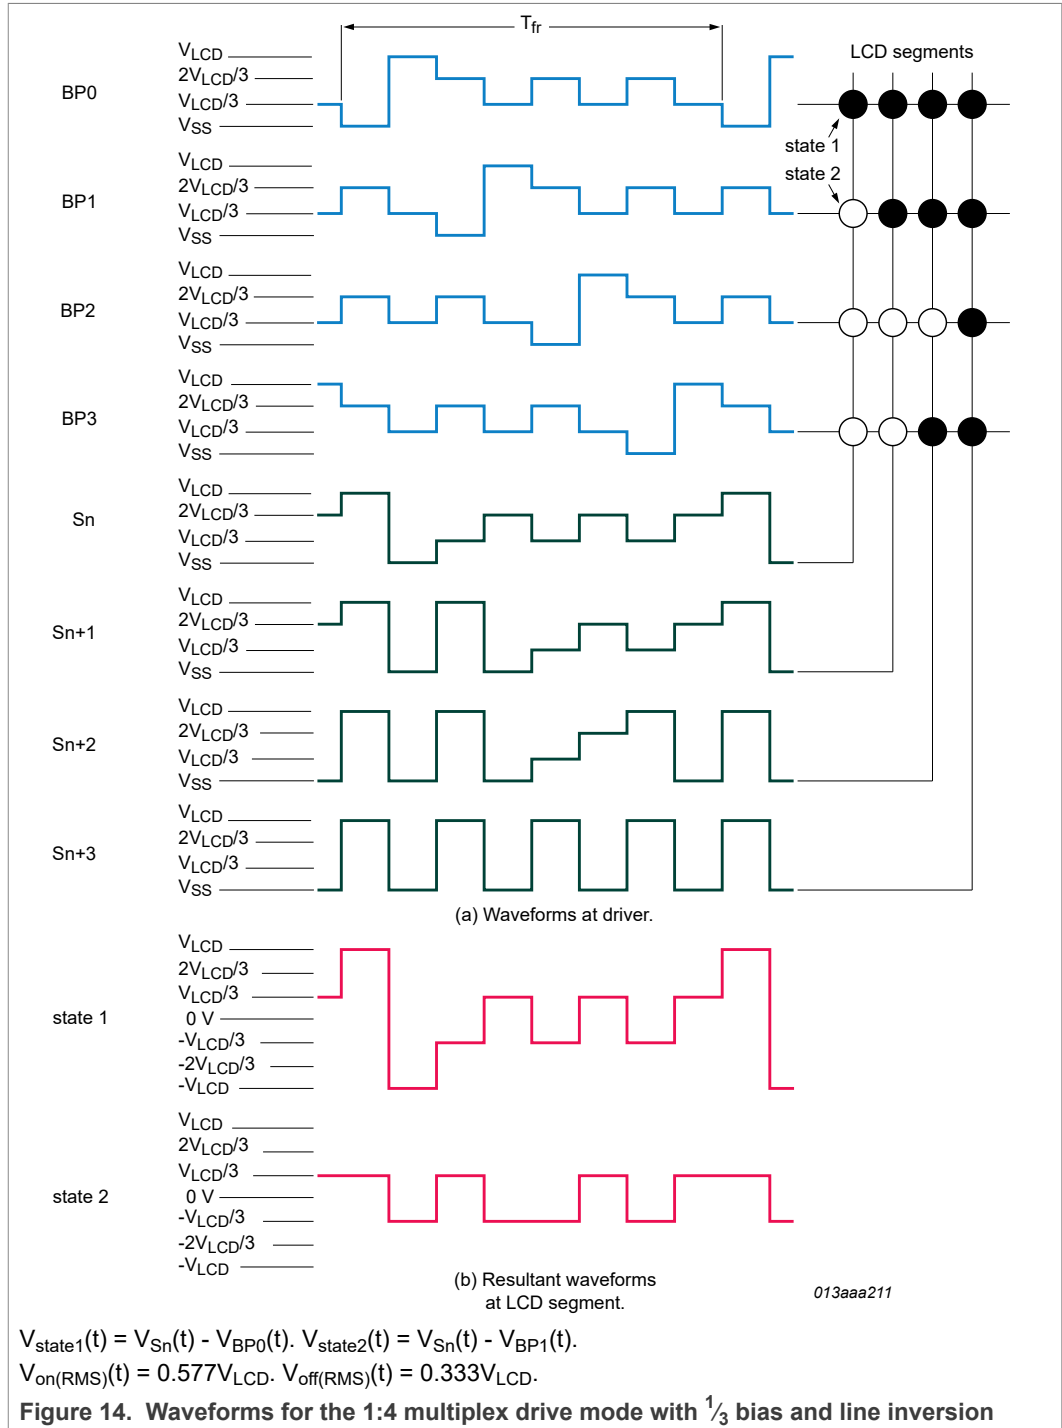 Tfr
VLCD
2VLCD/3
VLCD/3
VSS
BP0
LCD segments
state 1
state 2
VLCD
2VLCD/3
VLCD/3
VSS
BP1
VLCD
2VLCD/3
VLCD/3
VSS
BP2
VLCD
2VLCD/3
VLCD/3
VSS
BP3
VLCD
2VLCD/3
VLCD/3
VSS
Sn
VLCD
2VLCD/3
VLCD/3
VSS
Sn+1
VLCD
2VLCD/3
VLCD/3
VSS
Sn+2
VLCD
2VLCD/3
VLCD/3
VSS
Sn+3
(a) Waveforms at driver.
VLCD
2VLCD/3
VLCD/3
0 V
-VLCD/3
-2VLCD/3
-VLCD
state 1
VLCD
2VLCD/3
VLCD/3
0 V
-VLCD/3
-2VLCD/3
-VLCD
state 2
(b) Resultant waveforms
at LCD segment.
013aaa211
Vstate1(t) = VSn(t) - VBP0(t). Vstate2(t) = VSn(t) - VBP1(t).
Von(RMS)(t) = 0.577VLCD. Voff(RMS)(t) = 0.333VLCD.
Figure 14. Waveforms for the 1:4 multiplex drive mode with 1/3 bias and line inversion